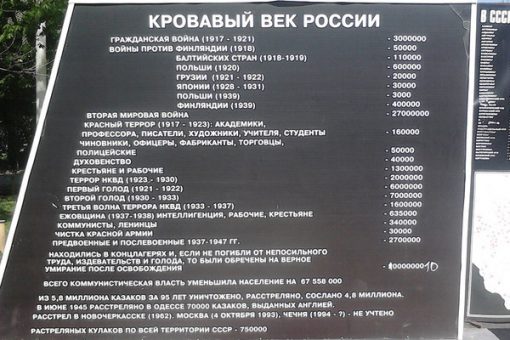 КРОВАВЫЙ ВЕК РОССИИ
ГРАЖДАНСКАЯ ВОЙНА (1917 - 1921) - 3000000
ВОЙНЫ ПРОТИВ ФИНЛЯНДИИ (1918) - 50000
БАЛТИЙСКИХ СТРАН (1918-1919) - 110000
ПОЛЬШИ (1920) - 600000
ГРУЗИИ (1921 - 1922) - 20000
ЯПОНИИ (1928 - 1931) - 30000
ПОЛЬШИ (1939) - 3000
ФИНЛЯНДИИ (1939) - 400000
ВТОРАЯ МИРОВАЯ ВОЙНА - 27000000
КРАСНЫЙ ТЕРРОР (1917 - 1923): АКАДЕМИКИ,
ПРОФЕССОРА, ПИСАТЕЛИ, ХУДОЖНИКИ, УЧИТЕЛЯ, СТУДЕНТЫ - 160000
ЧИНОВНИКИ, ОФИЦЕРЫ, ФАБРИКАНТЫ, ТОРГОВЦЫ,
ПОЛИЦЕЙСКИЕ - 50000
ДУХОВЕНСТВО - 40000
КРЕСТЬЯНЕ И РАБОЧИЕ - 1300000
ТЕРРОР НКВД (1923.- 1930) - 2000000
ПЕРВЫЙ ГОЛОД (1921 - 1922) - 6000000
ВТОРОЙ ГОЛОД (1930 - 1933) - 7000000
ТРЕТЬЯ ВОЛНА ТЕРРОРА НКВД (1933 - 1937) - 1600000
ЕЖОВЩИНА (1937-1938) ИНТЕЛЛИГЕНЦИЯ, РАБОЧИЕ, КРЕСТЬЯНЕ - 635000
КОММУНИСТЫ, ЛЕНИНЦЫ - 340000
ЧИСТКА КРАСНОЙ АРМИИ - 30000
ПРЕДВОЕННЫЕ И ПОСЛЕВОЕННЫЕ 1937-1947 ГГ. - 2700000
НАХОДИЛИСЬ В КОНЦЛАГЕРЯХ И, ЕСЛИ НЕ ПОГИБЛИ ОТ НЕПОСИЛЬНОГО
ТРУДА, ИЗДЕВАТЕЛЬСТВ И ГОЛОДА, ТО БЫЛИ ОБРЕЧЕНЫ НА ВЕРНОЕ
УМИРАНИЕ ПОСЛЕ ОСВОБОЖДЕНИЯ
ВСЕГО КОММУНИСТИЧЕСКАЯ ВЛАСТЬ УМЕНЬШИЛА НАСЕЛЕНИЕ НА 67 558 000
ИЗ 5,8 МИЛЛИОНА КАЗАКОВ ЗА 95 ЛЕТ УНИЧТОЖЕНО, РАССТРЕЛЯНО, СОСЛАНО 4,8 МИЛЛИОНА.
В ИЮНЕ 1945 РАССТРЕЛЯНО В ОДЕССЕ 70000 КАЗАКОВ, ВЫДАННЫХ АНГЛИЕЙ.
РАССТРЕЛ В НОВОЧЕРКАССКЕ (1962). МОСКВА (4 ОКТЯБРЯ 1993), ЧЕЧНЯ (1994 - ?) - НЕ УЧТЕНО
РАСТРЕЛЯНЫХ КУЛАКОВ ПО ВСЕЙ ТЕРРИТОРИИ СССР - 750000
В СССР